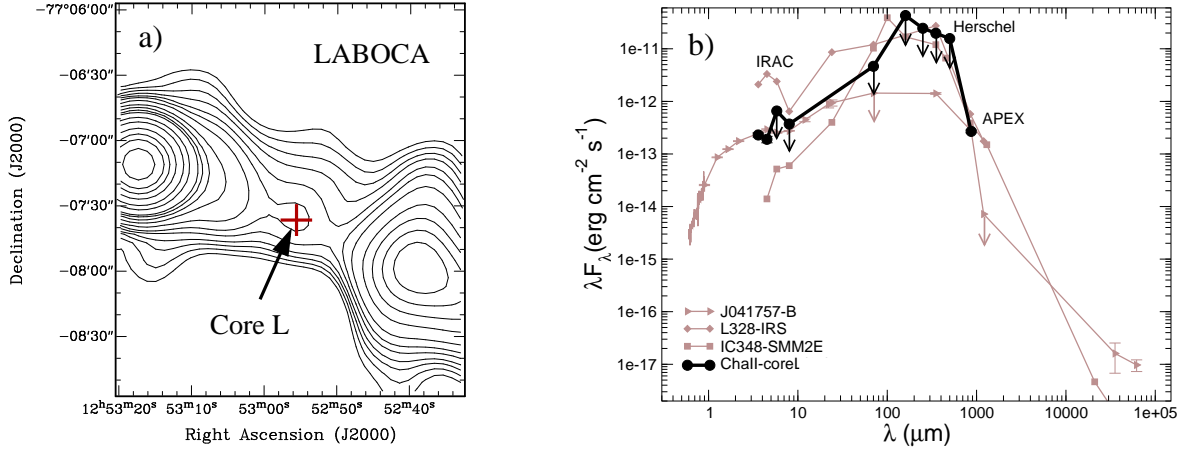 a)
LABOCA
Core L
Declination (J2000)
-77°06'00"
-06'30"
-07'00"
-07'30"
-08'00"
-08'30"
12ʰ53ᵐ20ˢ 53ᵐ10ˢ 53ᵐ00ˢ 52ᵐ50ˢ 52ᵐ40ˢ
Right Ascension (J2000)
b)
IRAC
Herschel
APEX
λFλ(erg cm⁻² s⁻¹)
1e-11
1e-12
1e-13
1e-14
1e-15
1e-16
1e-17
J041757-B
L328-IRS
IC348-SMM2E
ChaII-coreL
1 10 100 1000 10000 1e+05
λ (μm)